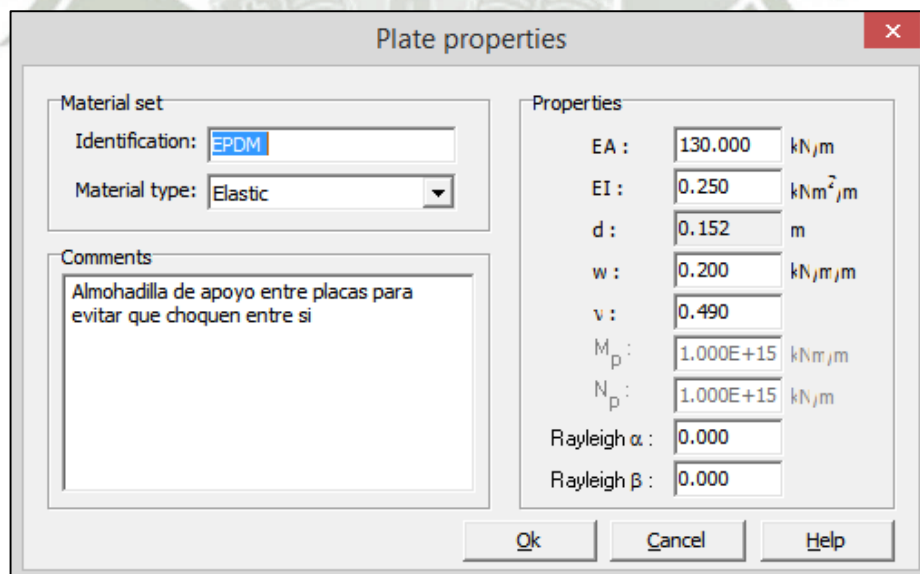 Plate properties
Material set
Identification: EPDM
Material type: Elastic
Comments
Almohadilla de apoyo entre placas para
evitar que choquen entre si
Properties
EA : 130.000 kN/m
EI : 0.250 kNm²/m
d : 0.152 m
w : 0.200 kN/m/m
ν : 0.490
Mp : 1.000E+15 kNm/m
Np : 1.000E+15 kN/m
Rayleigh α : 0.000
Rayleigh β : 0.000
Ok Cancel Help